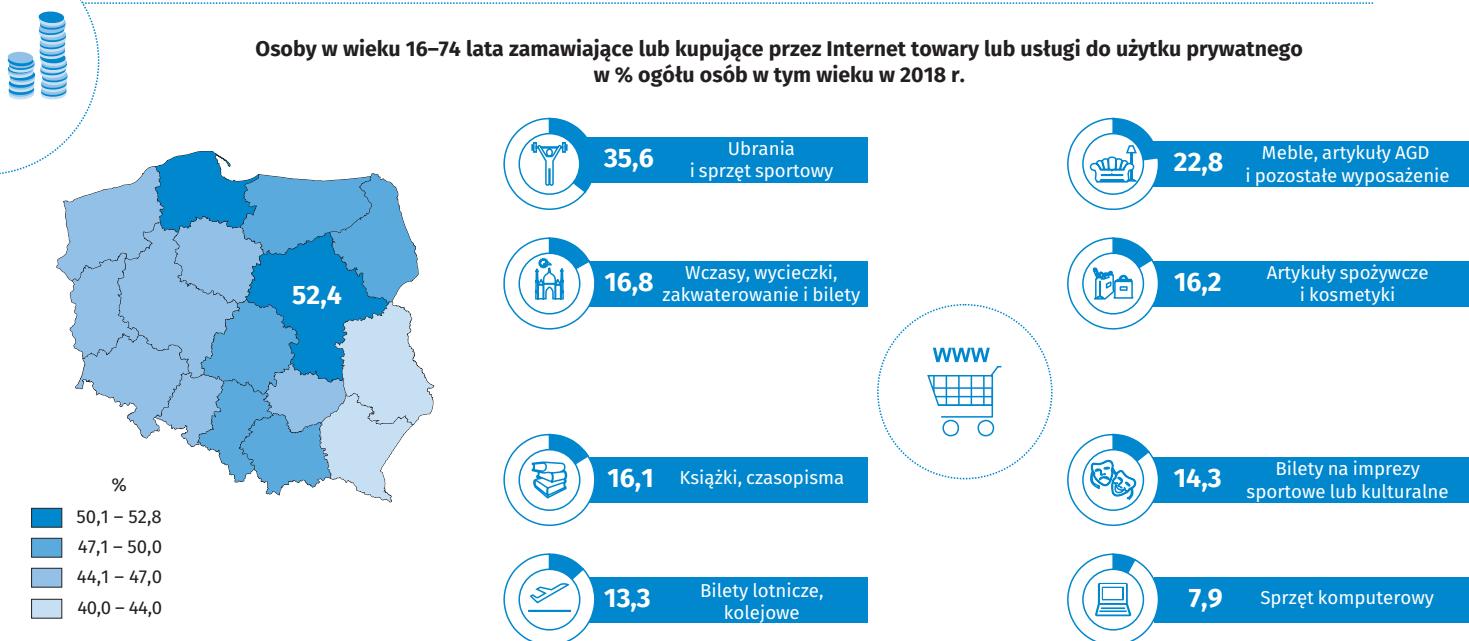 Osoby w wieku 16–74 lata zamawiające lub kupujące przez Internet towary lub usługi do użytku prywatnego
w % ogółu osób w tym wieku w 2018 r.
52,4
%
50,1 – 52,8
47,1 – 50,0
44,1 – 47,0
40,0 – 44,0
35,6
Ubrania
i sprzęt sportowy
22,8
Meble, artykuły AGD
i pozostałe wyposażenie
16,8
Wczasy, wycieczki,
zakwaterowanie i bilety
16,2
Artykuły spożywcze
i kosmetyki
www
16,1
Książki, czasopisma
14,3
Bilety na imprezy
sportowe lub kulturalne
13,3
Bilety lotnicze,
kolejowe
7,9
Sprzęt komputerowy